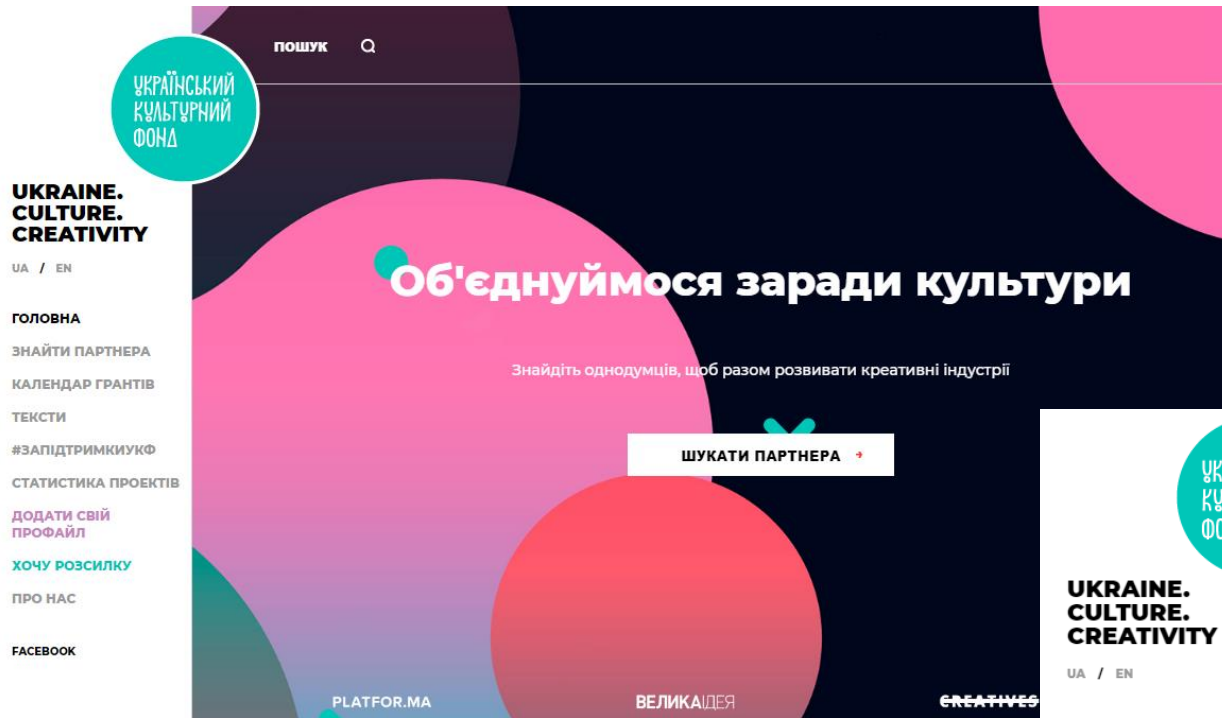 ПОШУК
УКРАЇНСЬКИЙ
КУЛЬТУРНИЙ
ФОНД
UKRAINE.
CULTURE.
CREATIVITY
UA / EN
ГОЛОВНА
ЗНАЙТИ ПАРТНЕРА
КАЛЕНДАР ГРАНТІВ
ТЕКСТИ
#ЗАПІДТРИМКИУКФ
СТАТИСТИКА ПРОЕКТІВ
ДОДАТИ СВІЙ
ПРОФАЙЛ
ХОЧУ РОЗСИЛКУ
ПРО НАС
FACEBOOK
Об'єднуймося заради культури
Знайдіть однодумців, щоб разом розвивати креативні індустрії
ШУКАТИ ПАРТНЕРА
PLATFOR.MA
ВЕЛИКАІДЕЯ
CREATIVES
UKRAINE.
CULTURE.
CREATIVITY
UA / EN